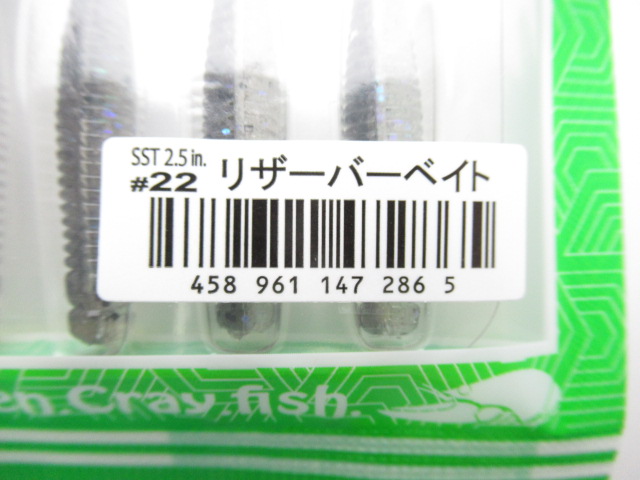 SST 2.5 in.
#22 リザーバーベイト
458 961 147 286 5
Cray fish.